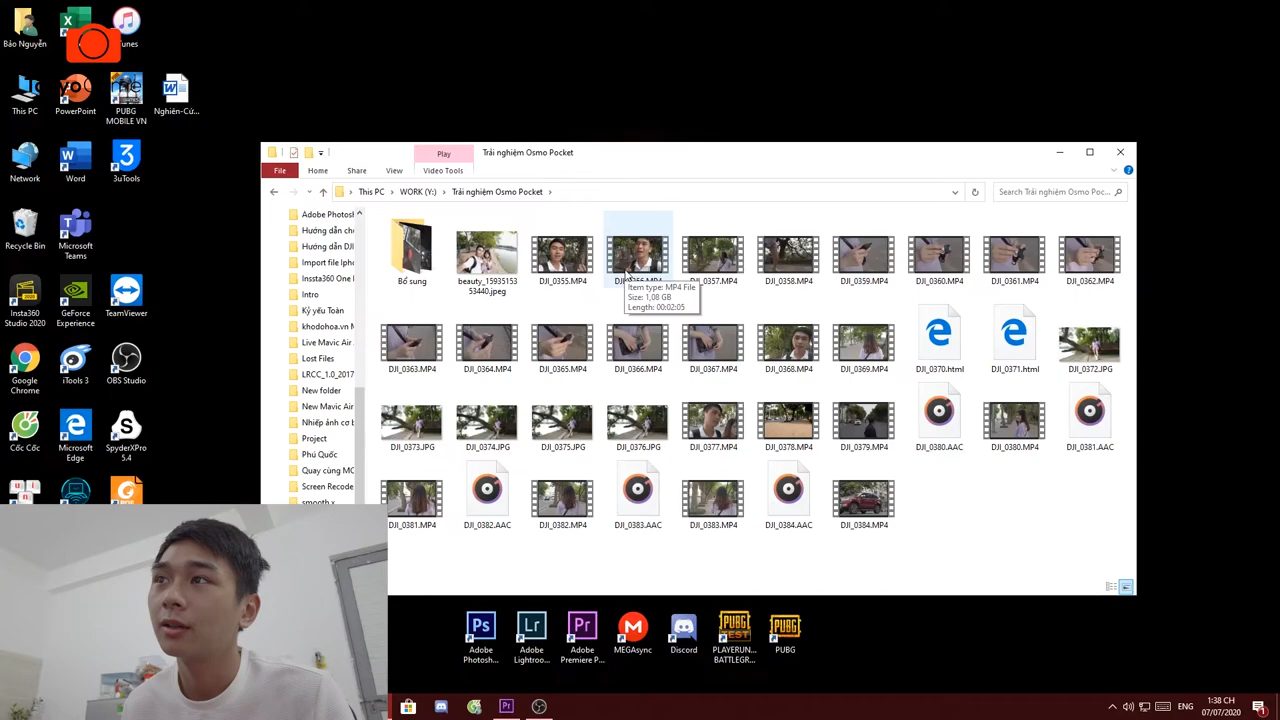 Bảo Nguyễn
iTunes
This PC
PowerPoint
PUBG
MOBILE VN
Nghiên-Cứ...
Network
Word
3uTools
Recycle Bin
Microsoft
Teams
Insta360
Studio 2020
GeForce
Experience
TeamViewer
Google
Chrome
iTools 3
OBS Studio
Cốc Cốc
Microsoft
Edge
SpyderXPro
5.4
Play
Trải nghiệm Osmo Pocket
File
Home
Share
View
Video Tools
This PC
WORK (Y:)
Trải nghiệm Osmo Pocket
Search Trải nghiệm Osmo Poc...
Adobe Photosh
Hướng dẫn ch
Hướng dẫn DJI
Import file Iph
Inssta360 One
Intro
Kỷ yếu Toàn
khodohoa.vn M
Live Mavic Air
Lost Files
LRCC_1.0_2017
New folder
New Mavic Air
Nhiếp ảnh cơ b
Project
Phú Quốc
Quay cùng MC
Screen Recode
smooth x
Bổ sung
beauty_15935153
53440.jpeg
DJI_0355.MP4
DJI_0357.MP4
DJI_0358.MP4
DJI_0359.MP4
DJI_0360.MP4
DJI_0361.MP4
DJI_0362.MP4
Item type: MP4 File
Size: 1,08 GB
Length: 00:02:05
DJI_0363.MP4
DJI_0364.MP4
DJI_0365.MP4
DJI_0366.MP4
DJI_0367.MP4
DJI_0368.MP4
DJI_0369.MP4
DJI_0370.html
DJI_0371.html
DJI_0372.JPG
DJI_0373.JPG
DJI_0374.JPG
DJI_0375.JPG
DJI_0376.JPG
DJI_0377.MP4
DJI_0378.MP4
DJI_0379.MP4
DJI_0380.AAC
DJI_0380.MP4
DJI_0381.AAC
DJI_0381.MP4
DJI_0382.AAC
DJI_0382.MP4
DJI_0383.AAC
DJI_0383.MP4
DJI_0384.AAC
DJI_0384.MP4
Adobe
Photosh...
Adobe
Lightroo...
Adobe
Premiere P...
MEGAsync
Discord
PLAYERUN...
BATTLEGR...
PUBG
ENG
1:38 CH
07/07/2020